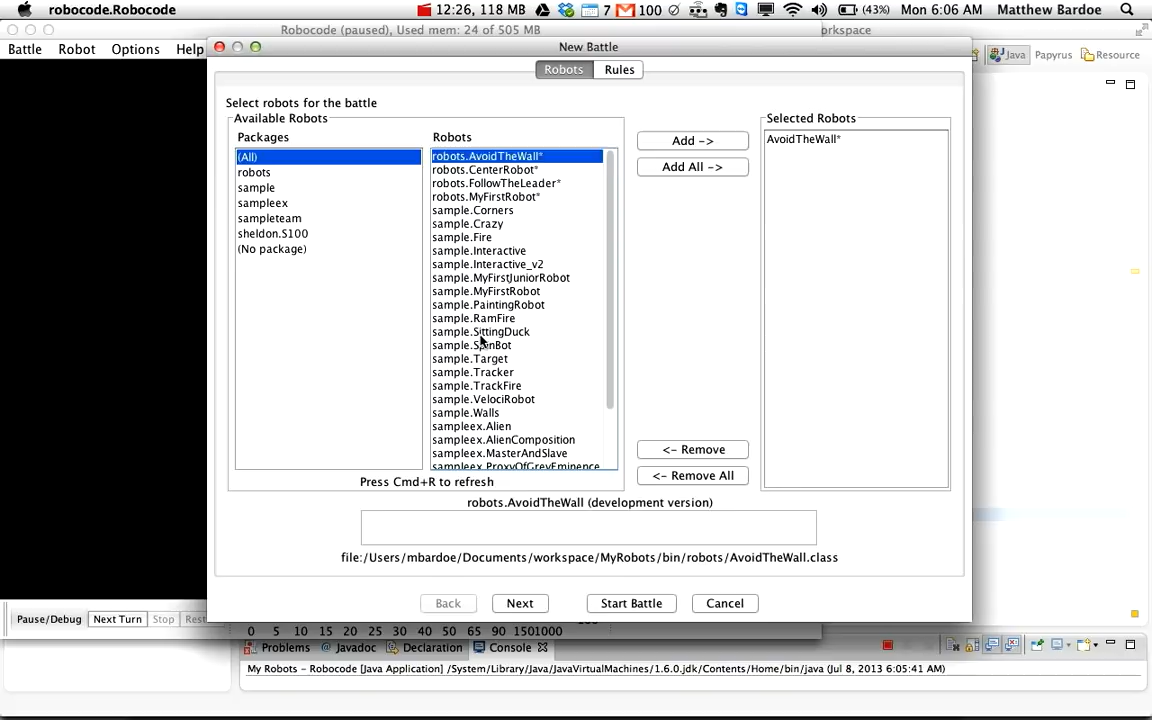 robocode.Robocode
12:26, 118 MB
7
100
(43%)
Mon 6:06 AM
Matthew Bardoe
Robocode (paused), Used mem: 24 of 505 MB
rkspace
Battle
Robot
Options
Help
New Battle
Java
Papyrus
Resource
Robots
Rules
Select robots for the battle
Available Robots
Selected Robots
Packages
Robots
(All)
robots
sample
sampleex
sampleteam
sheldon.S100
(No package)
robots.AvoidTheWall*
robots.CenterRobot*
robots.FollowTheLeader*
robots.MyFirstRobot*
sample.Corners
sample.Crazy
sample.Fire
sample.Interactive
sample.Interactive_v2
sample.MyFirstJuniorRobot
sample.MyFirstRobot
sample.PaintingRobot
sample.RamFire
sample.SittingDuck
sample.SpinBot
sample.Target
sample.Tracker
sample.TrackFire
sample.VelociRobot
sample.Walls
sampleex.Alien
sampleex.AlienComposition
sampleex.MasterAndSlave
sampleex.ProxyOfGreyEminence
Add ->
Add All ->
<- Remove
<- Remove All
AvoidTheWall*
Press Cmd+R to refresh
robots.AvoidTheWall (development version)
file:/Users/mbardoe/Documents/workspace/MyRobots/bin/robots/AvoidTheWall.class
Back
Next
Start Battle
Cancel
Pause/Debug
Next Turn
Stop
Rest
0 5 10 15 20 25 30 40 50 65 90 1501000
Problems
@ Javadoc
Declaration
Console
My Robots - Robocode [Java Application] /System/Library/Java/JavaVirtualMachines/1.6.0.jdk/Contents/Home/bin/java (Jul 8, 2013 6:05:41 AM)